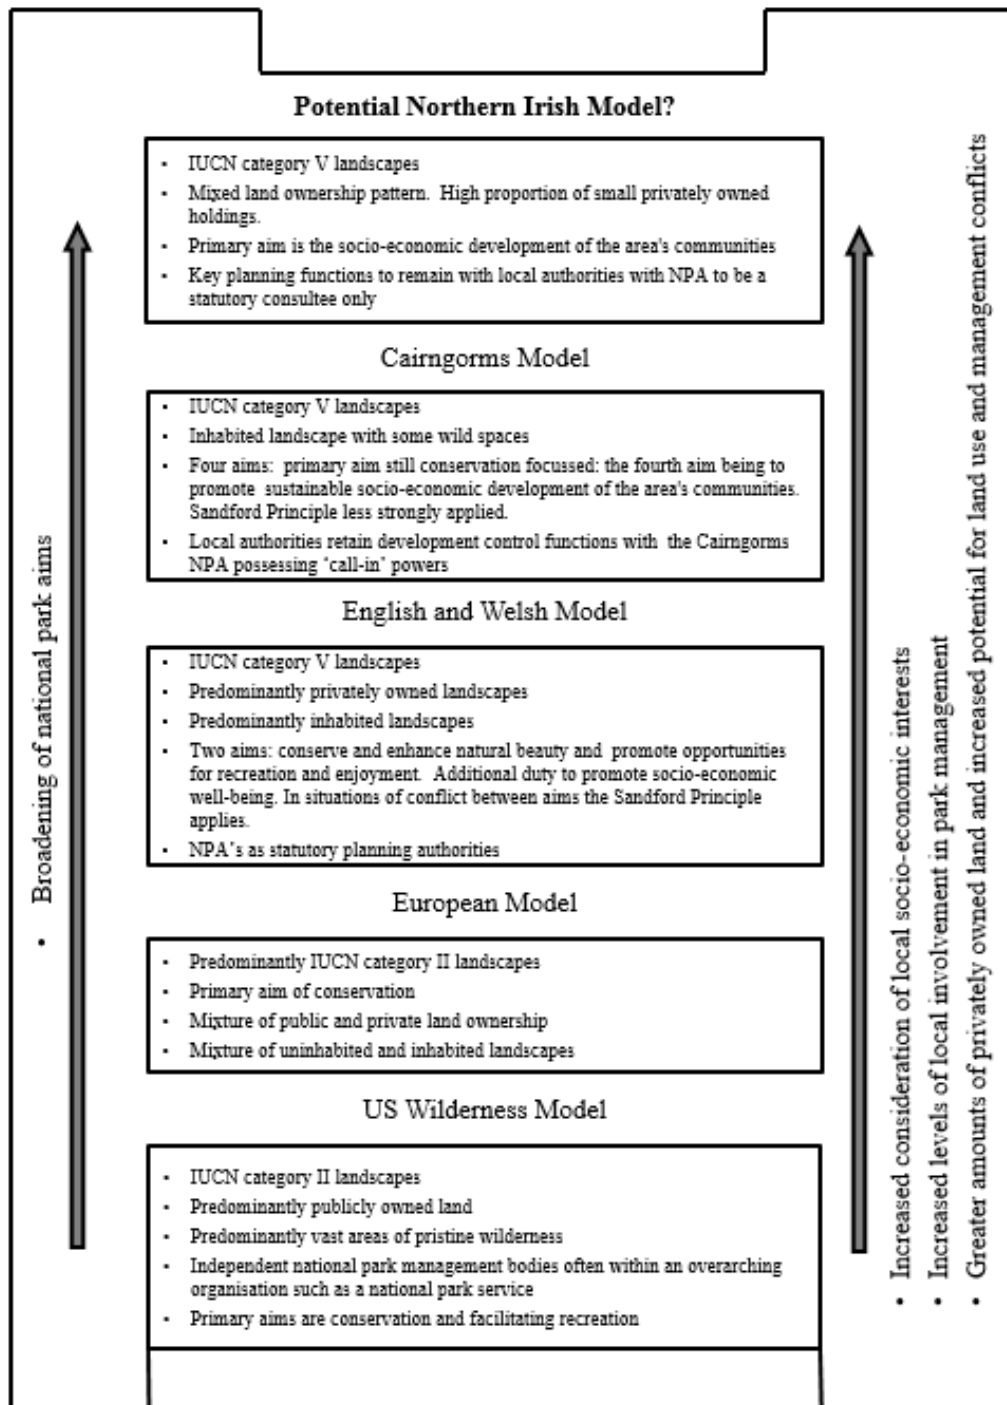 Potential Northern Irish Model?
▪ IUCN category V landscapes
▪ Mixed land ownership pattern. High proportion of small privately owned
holdings.
▪ Primary aim is the socio-economic development of the area's communities
▪ Key planning functions to remain with local authorities with NPA to be a
statutory consultee only
Cairngorms Model
▪ IUCN category V landscapes
▪ Inhabited landscape with some wild spaces
▪ Four aims: primary aim still conservation focussed: the fourth aim being to
promote sustainable socio-economic development of the area's communities.
Sandford Principle less strongly applied.
▪ Local authorities retain development control functions with the Cairngorms
NPA possessing "call-in" powers
English and Welsh Model
▪ IUCN category V landscapes
▪ Predominantly privately owned landscapes
▪ Predominantly inhabited landscapes
▪ Two aims: conserve and enhance natural beauty and promote opportunities
for recreation and enjoyment. Additional duty to promote socio-economic
well-being. In situations of conflict between aims the Sandford Principle
applies.
▪ NPA's as statutory planning authorities
European Model
▪ Predominantly IUCN category II landscapes
▪ Primary aim of conservation
▪ Mixture of public and private land ownership
▪ Mixture of uninhabited and inhabited landscapes
US Wilderness Model
▪ IUCN category II landscapes
▪ Predominantly publicly owned land
▪ Predominantly vast areas of pristine wilderness
▪ Independent national park management bodies often within an overarching
organisation such as a national park service
▪ Primary aims are conservation and facilitating recreation
• Broadening of national park aims
• Increased consideration of local socio-economic interests
• Increased levels of local involvement in park management
• Greater amounts of privately owned land and increased potential for land use and management conflicts